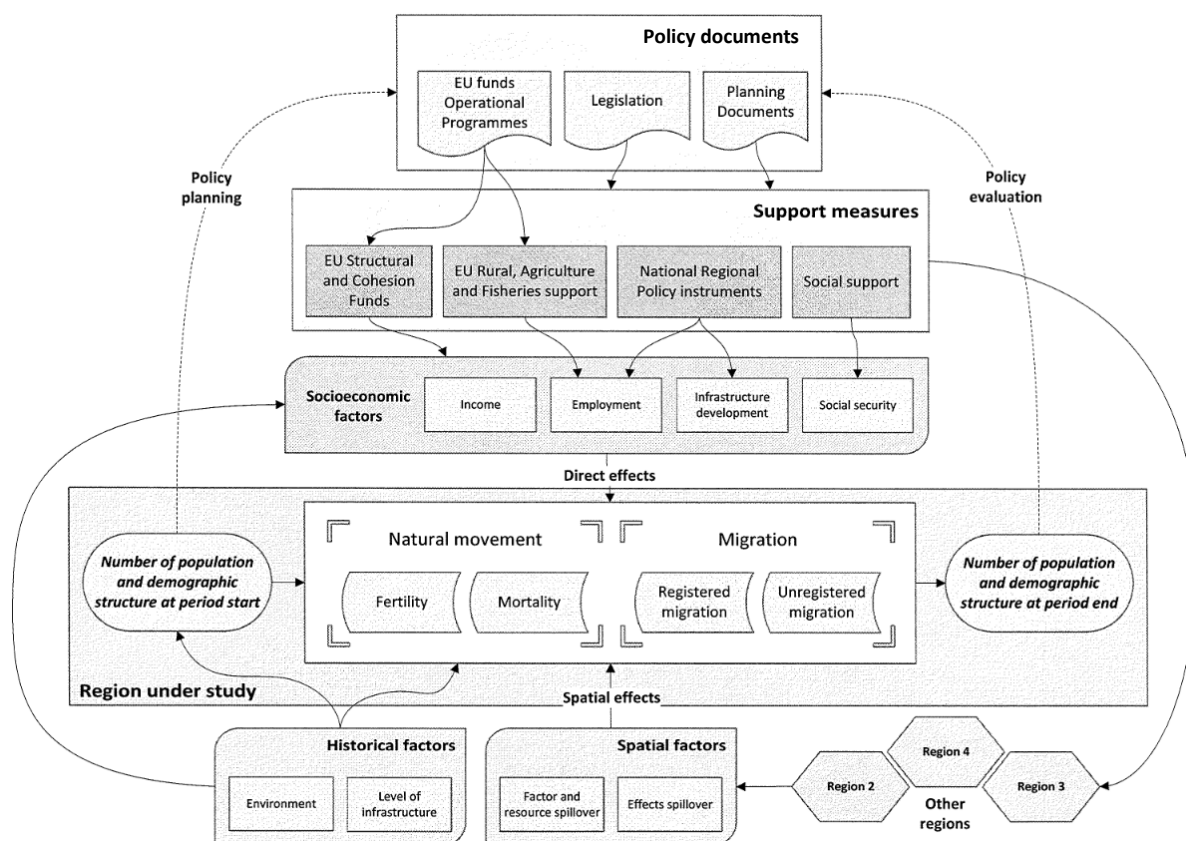 Policy documents
EU funds
Operational
Programmes
Legislation
Planning
Documents
Policy
planning
Policy
evaluation
Support measures
EU Structural
and Cohesion
Funds
EU Rural, Agriculture
and Fisheries support
National Regional
Policy instruments
Social support
Socioeconomic
factors
Income
Employment
Infrastructure
development
Social security
Direct effects
Number of population
and demographic
structure at period start
Natural movement
Fertility
Mortality
Migration
Registered
migration
Unregistered
migration
Number of population
and demographic
structure at period end
Region under study
Spatial effects
Historical factors
Environment
Level of
infrastructure
Spatial factors
Factor and
resource spillover
Effects spillover
Region 2
Region 4
Region 3
Other
regions